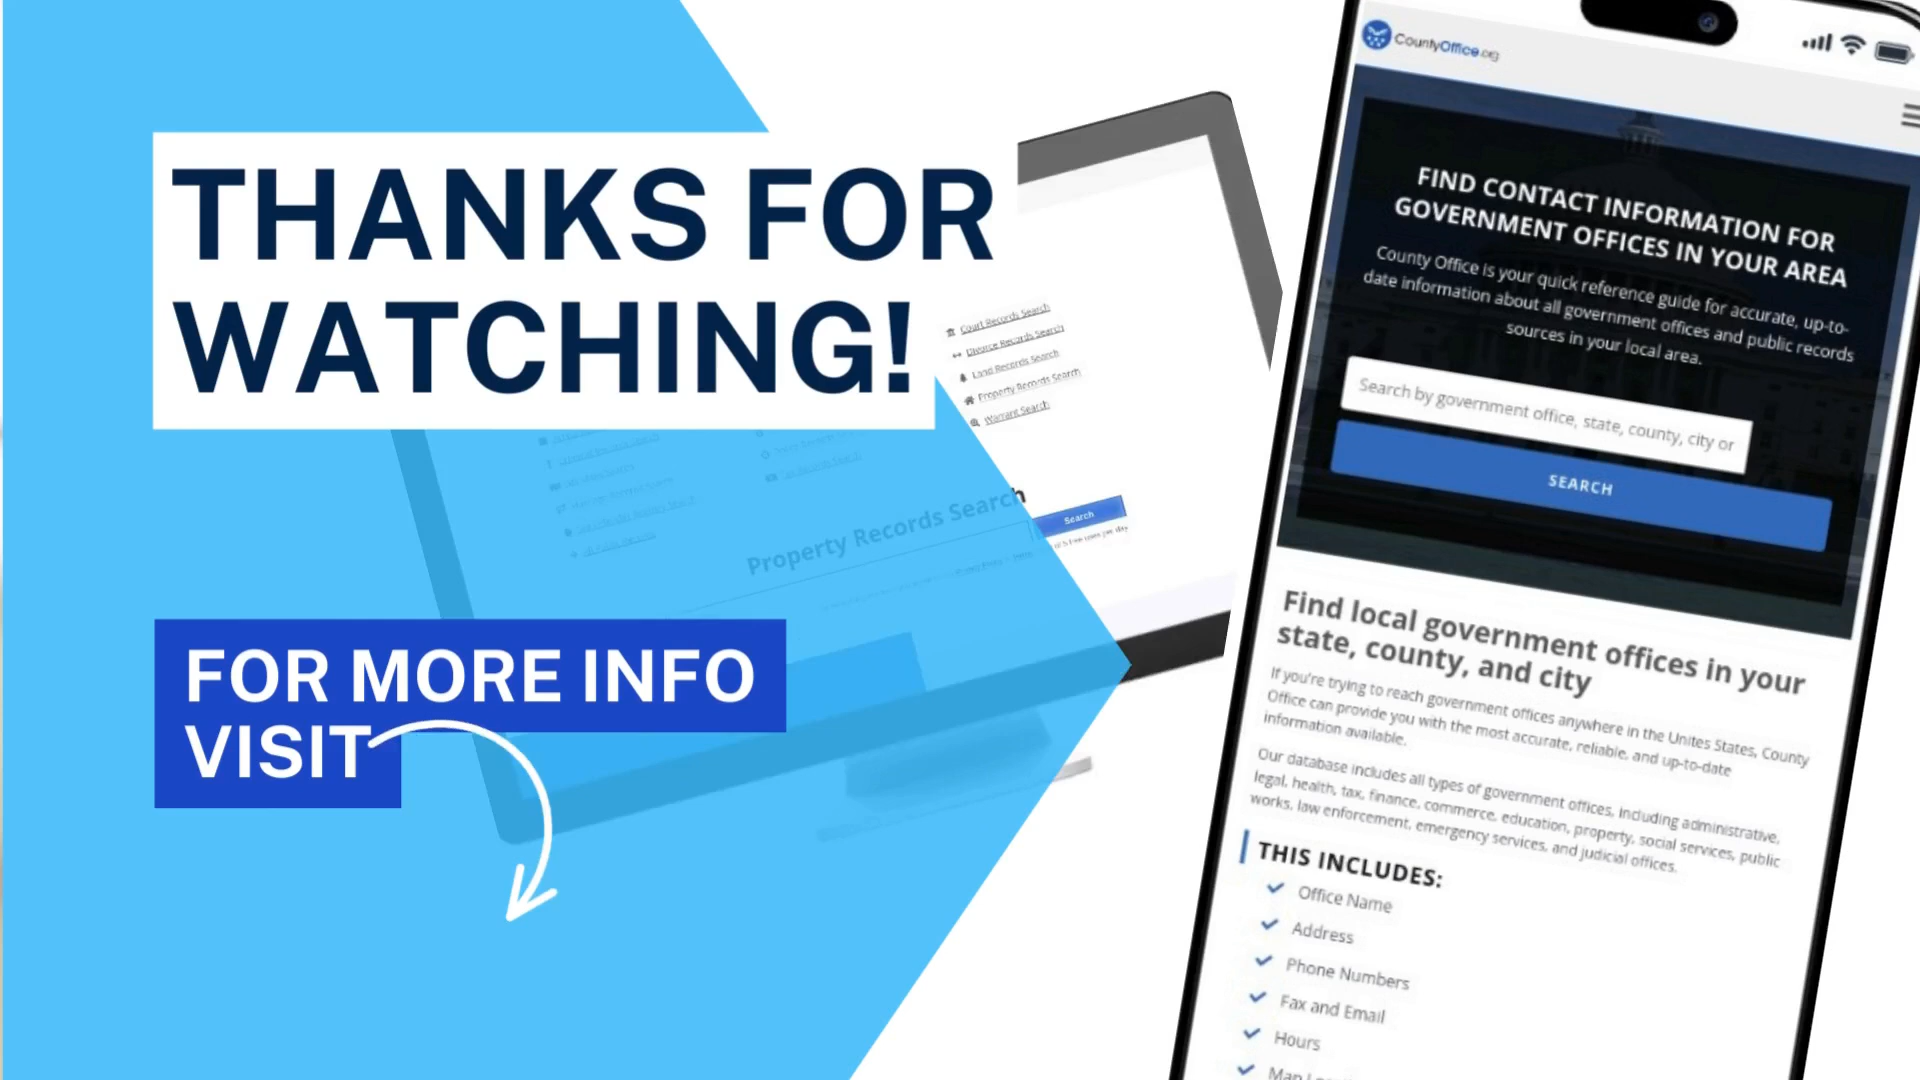 THANKS FOR
WATCHING!
FOR MORE INFO
VISIT
Court Records Search
Divorce Records Search
Land Records Search
Property Records Search
Warrant Search
Property Records Search
Search
CountyOffice.org
FIND CONTACT INFORMATION FOR
GOVERNMENT OFFICES IN YOUR AREA
County Office is your quick reference guide for accurate, up-to-
date information about all government offices and public records
sources in your local area.
Search by government office, state, county, city or
SEARCH
Find local government offices in your
state, county, and city
If you're trying to reach government offices anywhere in the Unites States, County
Office can provide you with the most accurate, reliable, and up-to-date
information available.
Our database includes all types of government offices, including administrative,
legal, health, tax, finance, commerce, education, property, social services, public
works, law enforcement, emergency services, and judicial offices.
THIS INCLUDES:
Office Name
Address
Phone Numbers
Fax and Email
Hours